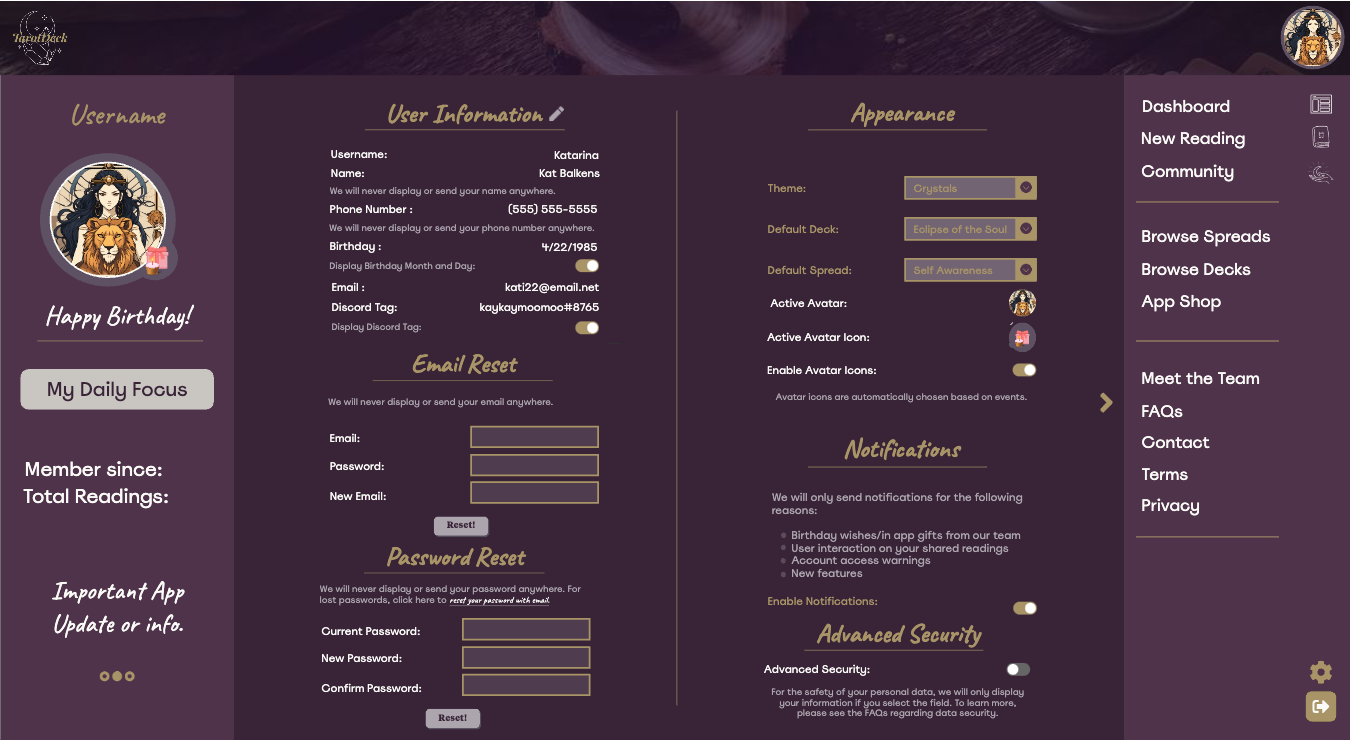 TarotDeck
Username
Happy Birthday!
My Daily Focus
Member since:
Total Readings:
Important App
Update or info.
User Information
Username: Katarina
Name: Kat Balkens
We will never display or send your name anywhere.
Phone Number : (555) 555-5555
We will never display or send your phone number anywhere.
Birthday : 4/22/1985
Display Birthday Month and Day:
Email : kati22@email.net
Discord Tag: kaykaymoomoo#8765
Display Discord Tag:
Email Reset
We will never display or send your email anywhere.
Email:
Password:
New Email:
Reset!
Password Reset
We will never display or send your password anywhere. For
lost passwords, click here to reset your password with email.
Current Password:
New Password:
Confirm Password:
Reset!
Appearance
Theme: Crystals
Default Deck: Eclipse of the Soul
Default Spread: Self Awareness
Active Avatar:
Active Avatar Icon:
Enable Avatar Icons:
Avatar icons are automatically chosen based on events.
Notifications
We will only send notifications for the following
reasons:
Birthday wishes/in app gifts from our team
User interaction on your shared readings
Account access warnings
New features
Enable Notifications:
Advanced Security
Advanced Security:
For the safety of your personal data, we will only display
your information if you select the field. To learn more,
please see the FAQs regarding data security.
Dashboard
New Reading
Community
Browse Spreads
Browse Decks
App Shop
Meet the Team
FAQs
Contact
Terms
Privacy